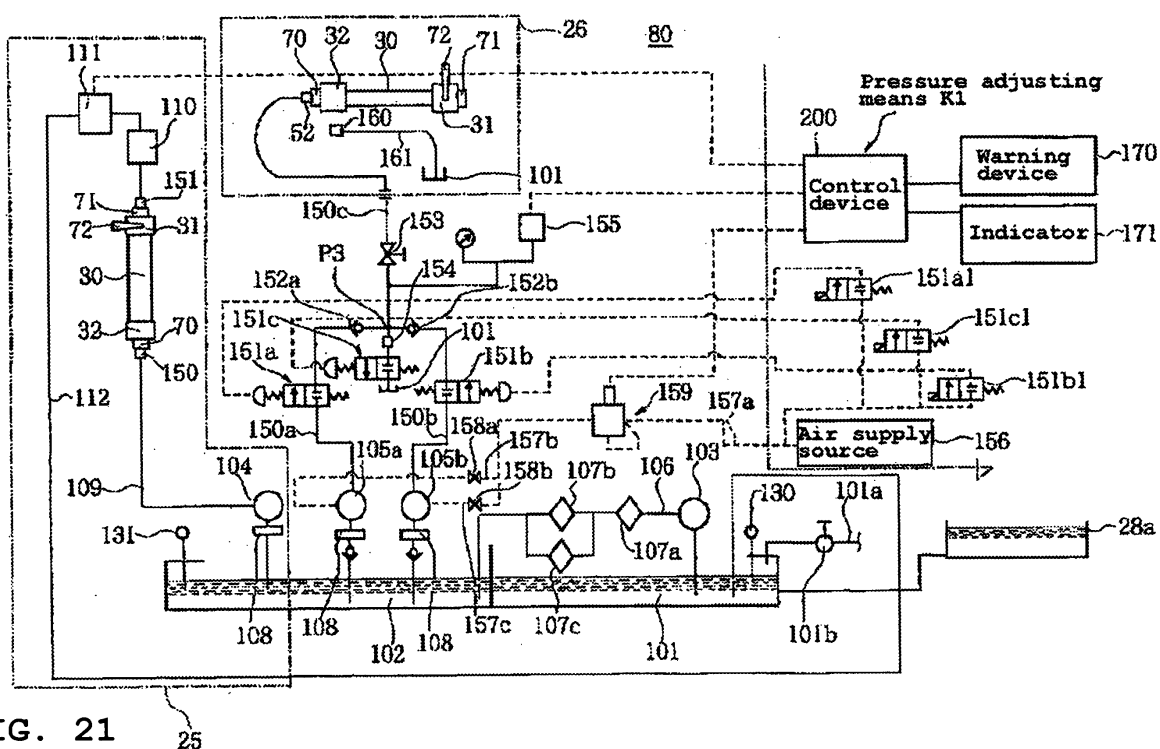 26
80
111
70 32 30 72 71
Pressure adjusting
means K1
110
52
160
161
31
101
200
Control
device
Warning
device
170
Indicator
171
151
71
72
31
150c
153
155
30
P3
154
152a
152b
151a1
32
70
150
151c
101
161a
151b
151c1
151b1
112
150a
150b
159
157a
158a
157b
158b
Air supply
source
156
109
104
105a
105b
107b
106
103
130
101a
28a
131
107a
108
108
102
108
157c
107c
101
101b
IG. 21
25